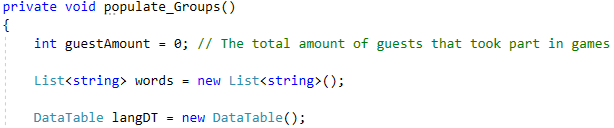 private void populate_Groups()
{
int guestAmount = 0; // The total amount of guests that took part in games
List<string> words = new List<string>();
DataTable langDT = new DataTable();